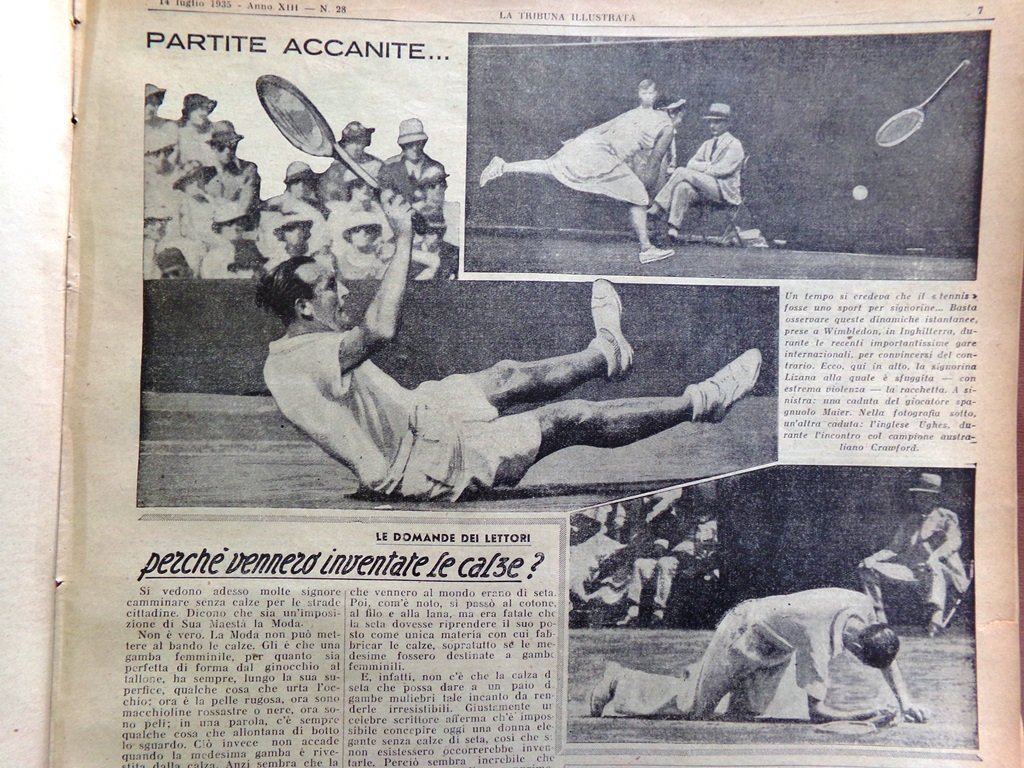 14 luglio 1935 - Anno XIII — N. 28
LA TRIBUNA ILLUSTRATA
7
PARTITE ACCANITE...
Un tempo si credeva che il « tennis »
fosse uno sport per signorine... Basta
osservare queste dinamiche istantanee,
prese a Wimbledon, in Inghilterra, du-
rante le recenti importantissime gare
internazionali, per convincersi del con-
trario. Ecco, qui in alto, la signorina
Lizana alla quale è sfuggita — con
estrema violenza — la racchetta. A si-
nistra: una caduta del giocatore spa-
gnuolo Maier. Nella fotografia sotto,
un'altra caduta: l'inglese Ughes, du-
rante l'incontro col campione austra-
liano Crawford.
LE DOMANDE DEI LETTORI
perchè vennero inventate le calze?
Si vedono adesso molte signore
camminare senza calze per le strade
cittadine. Dicono che sia un'imposi-
zione di Sua Maestà la Moda.
Non è vero. La Moda non può met-
tere al bando le calze. Gli è che una
gamba femminile, per quanto sia
perfetta di forma dal ginocchio al
tallone, ha sempre, lungo la sua su-
perfice, qualche cosa che urta l'oc-
chio: ora è la pelle rugosa, ora sono
macchioline rossastre o nere, ora so-
no peli; in una parola, c'è sempre
qualche cosa che allontana di botto
lo sguardo. Ciò invece non accade
quando la medesima gamba è rive-
stita dalla calza. Anzi sembra che la
che vennero al mondo erano di seta.
Poi, com'è noto, si passò al cotone,
al filo e alla lana, ma era fatale che
la seta dovesse riprendere il suo po-
sto come unica materia con cui fab-
bricare le calze, sopratutto se le me-
desime fossero destinate a gambe
femminili.
E, infatti, non c'è che la calza di
seta che possa dare a un paio di
gambe muliebri tale incanto da ren-
derle irresistibili. Giustamente un
celebre scrittore afferma ch'è impos-
sibile concepire oggi una donna ele-
gante senza calze di seta, così che se
non esistessero occorrerebbe inven-
tarle. Perciò sembra increbile che